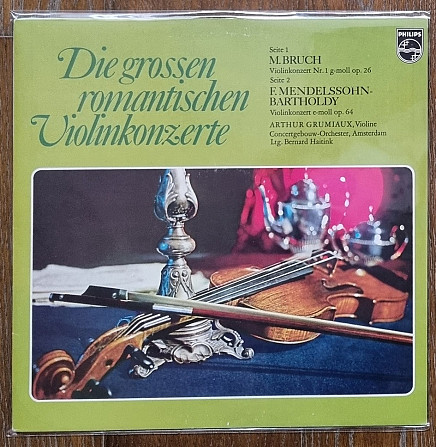 Die grossen
romantischen
Violinkonzerte
Seite 1
M. BRUCH
Violinkonzert Nr. 1 g-moll op. 26
Seite 2
F. MENDELSSOHN-
BARTHOLDY
Violinkonzert e-moll op. 64
ARTHUR GRUMIAUX, Violine
Concertgebouw-Orchester, Amsterdam
Ltg. Bernard Haitink
PHILIPS